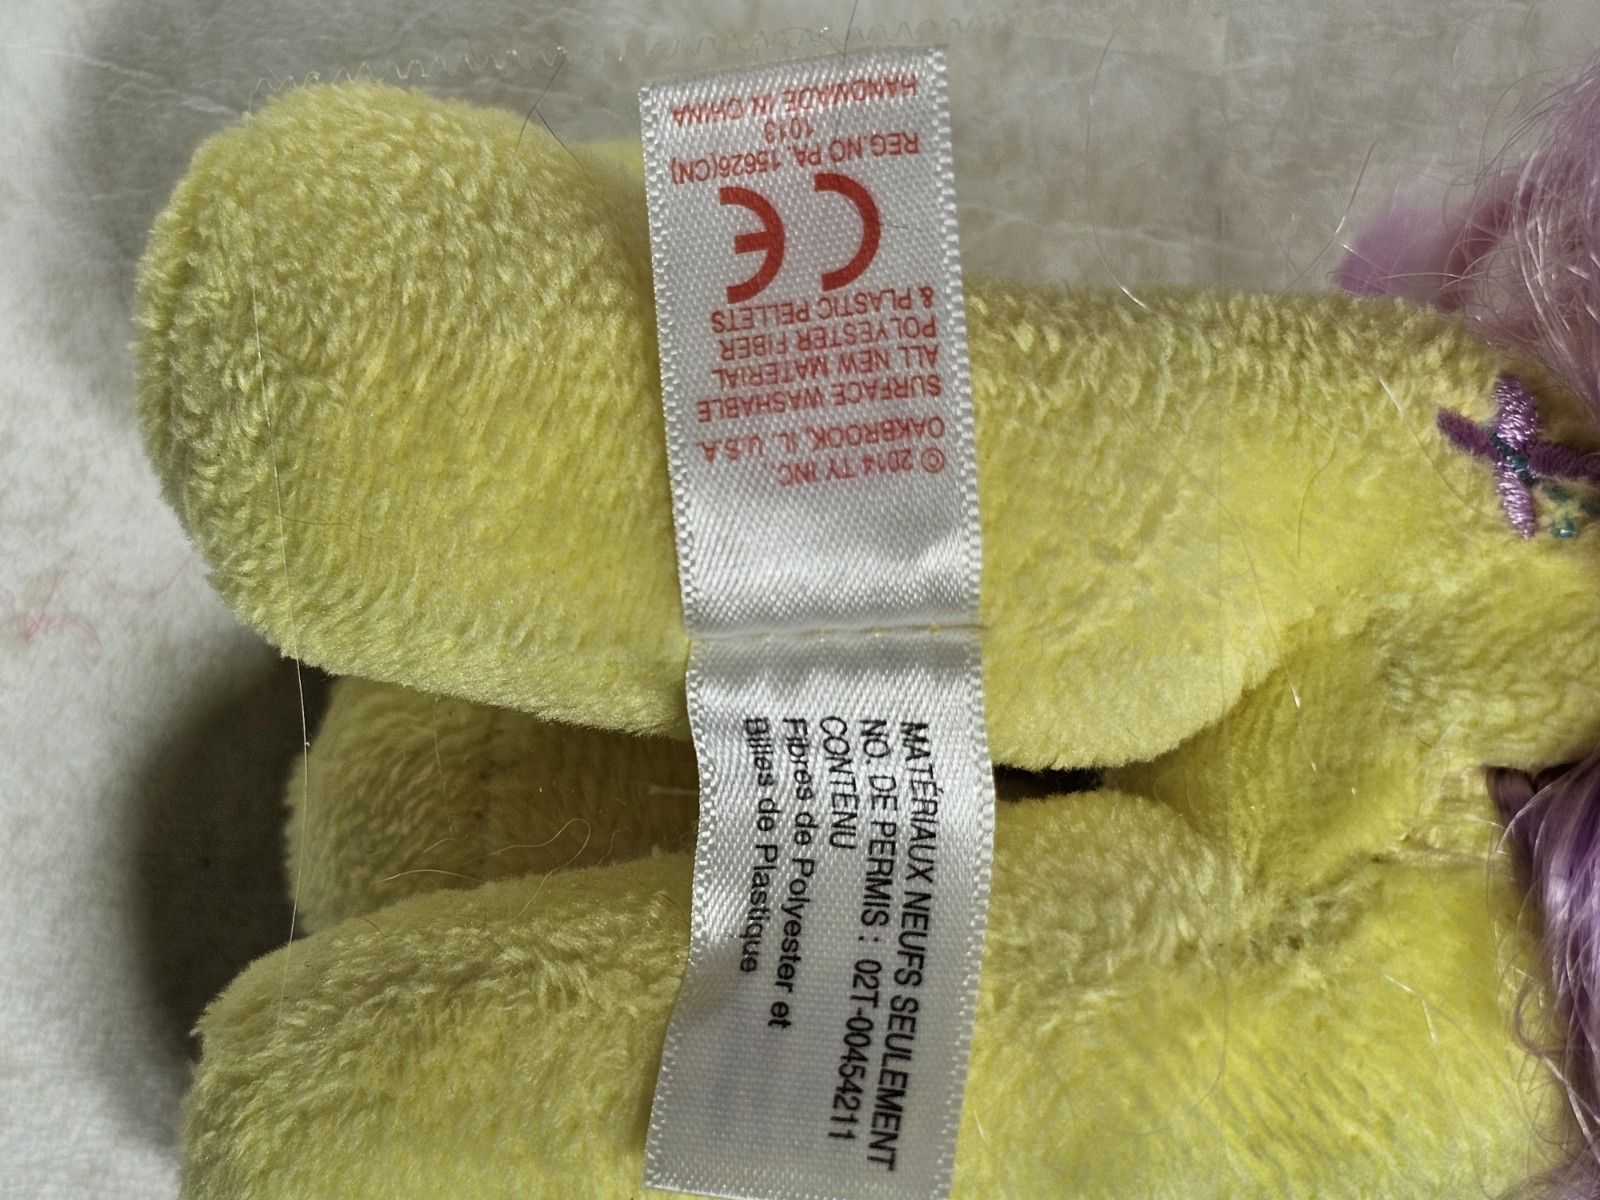 © 2014 TY INC.,
OAKBROOK, IL. U.S.A
SURFACE WASHABLE
ALL NEW MATERIAL
POLYESTER FIBER
& PLASTIC PELLETS
CE
REG.NO PA. 15626(CN)
1013
HANDMADE IN CHINA
MATÉRIAUX NEUFS SEULEMENT
NO. DE PERMIS : 02T-00454211
CONTENU
Fibres de Polyester et
Billes de Plastique